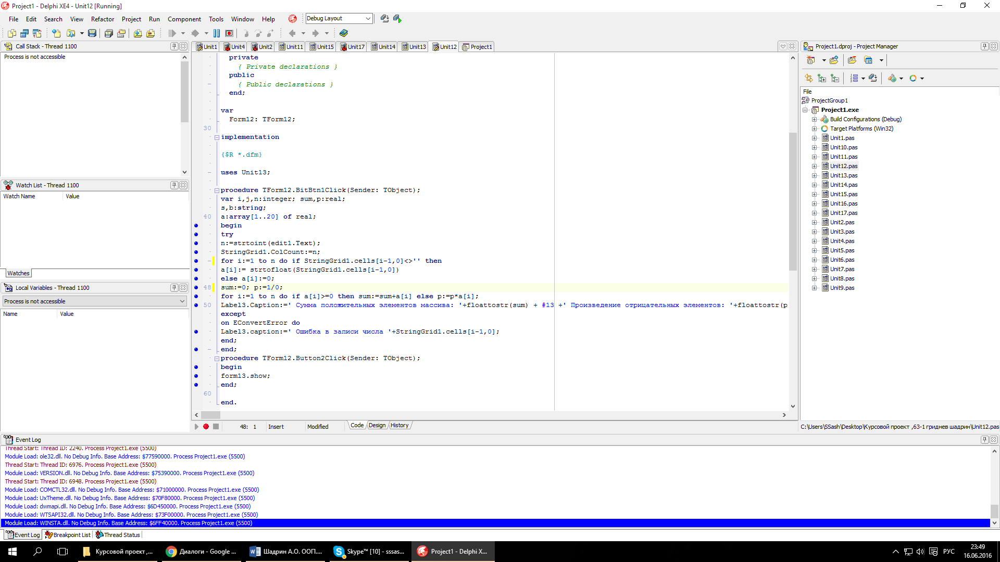 Project1 - Delphi XE4 - Unit12 [Running]
File Edit Search View Refactor Project Run Component Tools Window Help
Debug Layout
Call Stack - Thread 1100
Process is not accessible
Watch List - Thread 1100
Watch Name Value
Watches
Local Variables - Thread 1100
Process is not accessible
Name Value
Unit1 Unit4 Unit2 Unit11 Unit15 Unit17 Unit14 Unit13 Unit12 Project1
private
{ Private declarations }
public
{ Public declarations }
end;
var
Form12: TForm12;
30
implementation
{$R *.dfm}
uses Unit13;
procedure TForm12.BitBtn1Click(Sender: TObject);
var i,j,n:integer; sum,p:real;
s,b:string;
40 a:array[1..20] of real;
begin
try
n:=strtoint(edit1.Text);
StringGrid1.ColCount:=n;
for i:=1 to n do if StringGrid1.cells[i-1,0]<>'' then
a[i]:= strtofloat(StringGrid1.cells[i-1,0])
else a[i]:=0;
48 sum:=0; p:=1/0;
for i:=1 to n do if a[i]>=0 then sum:=sum+a[i] else p:=p*a[i];
50 Label3.Caption:=' Сумма положительных элементов массива: '+floattostr(sum) + #13 +' Произведение отрицательных элементов: '+floattostr(p
except
on EConvertError do
Label3.caption:=' Ошибка в записи числа '+StringGrid1.cells[i-1,0];
end;
end;
procedure TForm12.Button2Click(Sender: TObject);
begin
form13.show;
end;
60
end.
48: 1 Insert Modified Code Design History
Project1.dproj - Project Manager
File
ProjectGroup1
Project1.exe
Build Configurations (Debug)
Target Platforms (Win32)
Unit1.pas
Unit10.pas
Unit11.pas
Unit12.pas
Unit13.pas
Unit14.pas
Unit15.pas
Unit16.pas
Unit17.pas
Unit2.pas
Unit3.pas
Unit4.pas
Unit5.pas
Unit6.pas
Unit7.pas
Unit8.pas
Unit9.pas
C:\Users\SSash\Desktop\Курсовой проект ,63-1 гриднев шадрин\Unit12.pas
Event Log
Thread Start: Thread ID: 2240. Process Project1.exe (5500)
Module Load: ole32.dll. No Debug Info. Base Address: $77590000. Process Project1.exe (5500)
Thread Start: Thread ID: 6976. Process Project1.exe (5500)
Module Load: VERSION.dll. No Debug Info. Base Address: $75390000. Process Project1.exe (5500)
Thread Start: Thread ID: 6948. Process Project1.exe (5500)
Module Load: COMCTL32.dll. No Debug Info. Base Address: $71000000. Process Project1.exe (5500)
Module Load: UxTheme.dll. No Debug Info. Base Address: $70F80000. Process Project1.exe (5500)
Module Load: dwmapi.dll. No Debug Info. Base Address: $6D450000. Process Project1.exe (5500)
Module Load: WTSAPI32.dll. No Debug Info. Base Address: $73F00000. Process Project1.exe (5500)
Module Load: WINSTA.dll. No Debug Info. Base Address: $6FF40000. Process Project1.exe (5500)
Event Log Breakpoint List Thread Status
Курсовой проект ,... Диалоги - Google ... Шадрин А.О. ООП.... Skype™ [10] - sssas... Project1 - Delphi X... РУС
23:49
16.06.2016